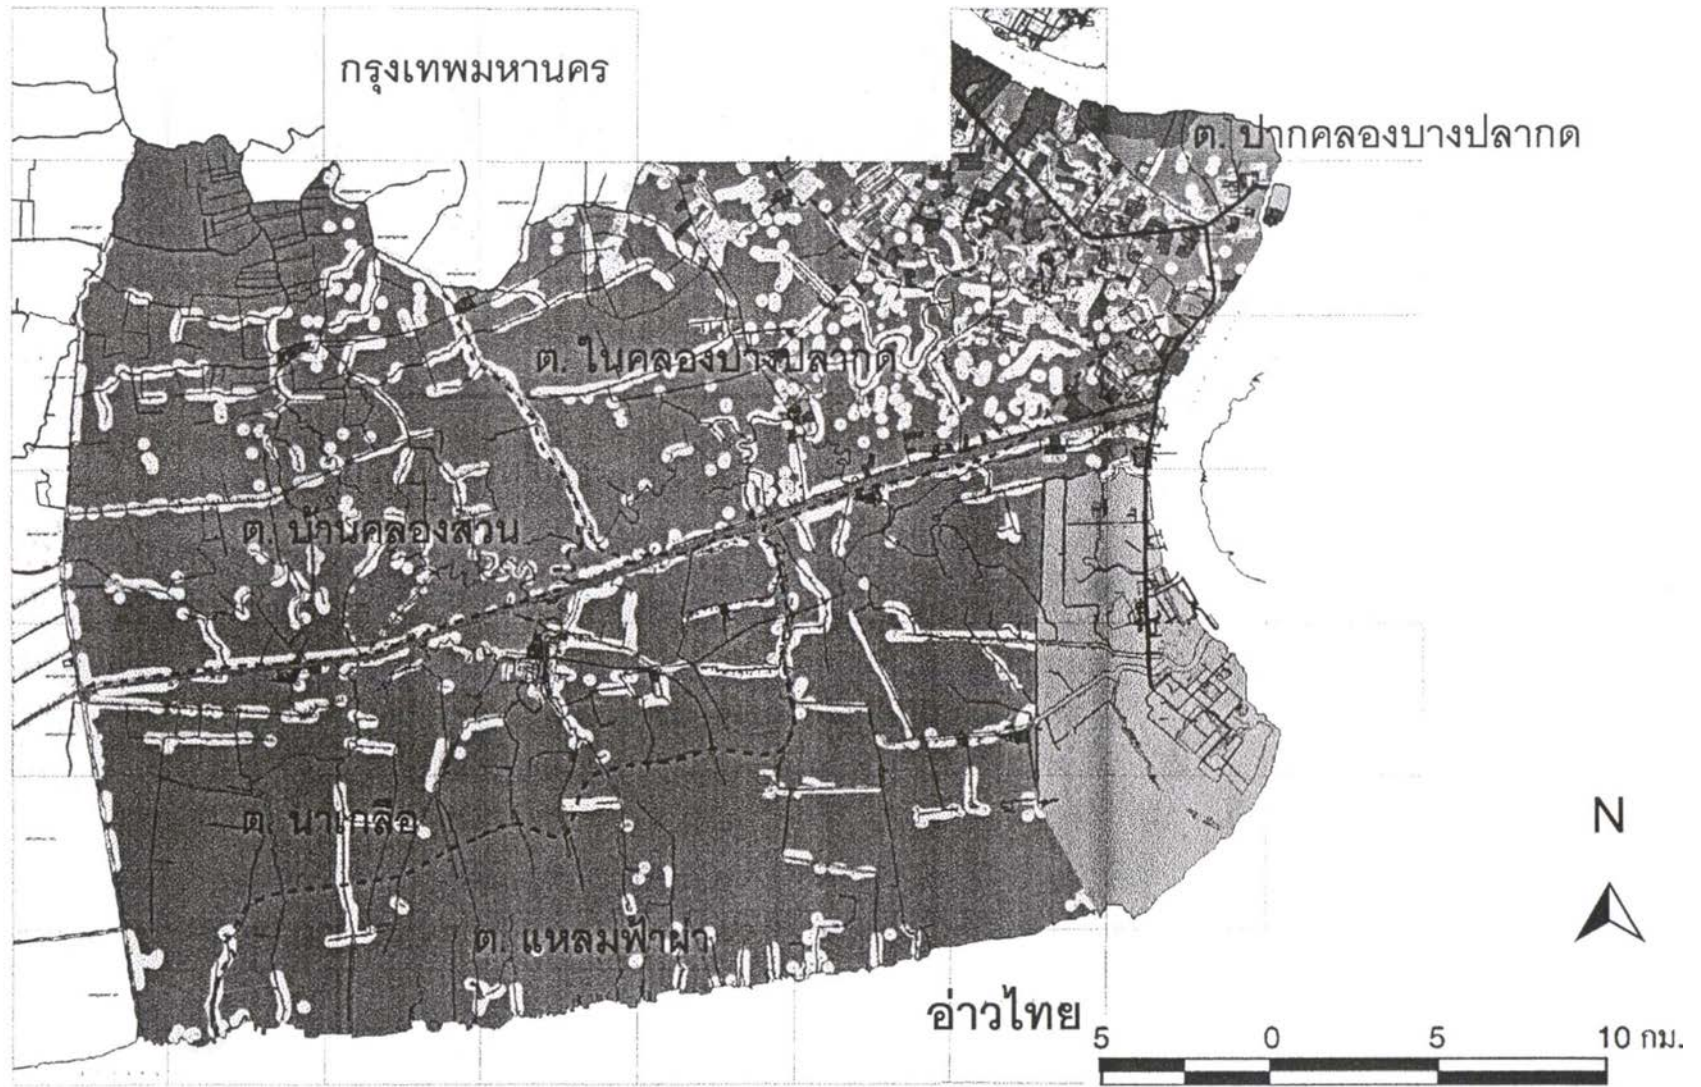 กรุงเทพมหานคร
ต. ปากคลองบางปลากด
ต. ในคลองบางปลากด
ต. บ้านคลองสวน
ต. นาเกลือ
ต. แหลมฟ้าผ่า
N
อ่าวไทย
5 0 5 10 กม.